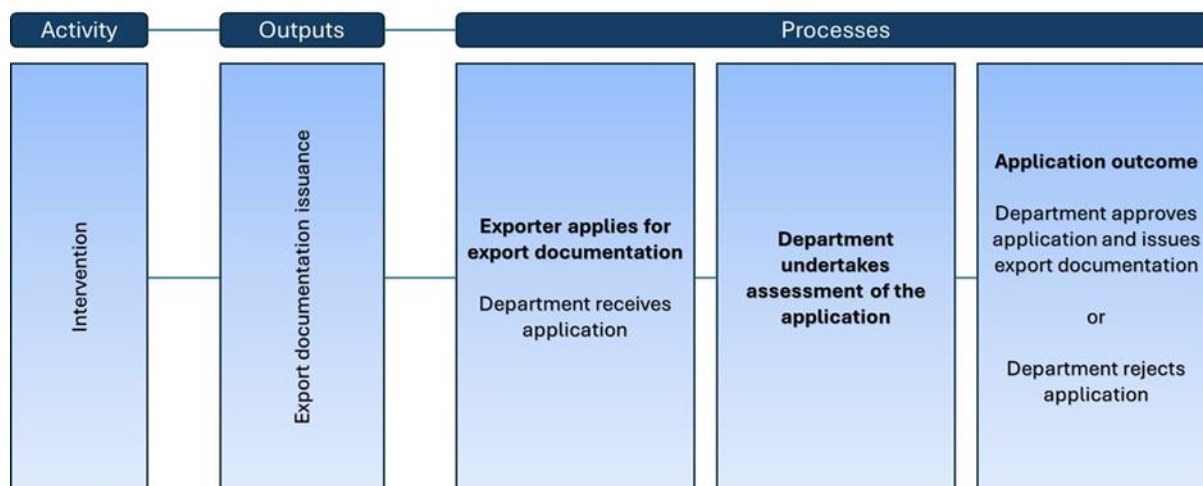 Activity
Outputs
Processes
Intervention
Export documentation issuance
Exporter applies for
export documentation
Department receives
application
Department
undertakes
assessment of the
application
Application outcome
Department approves
application and issues
export documentation
or
Department rejects
application